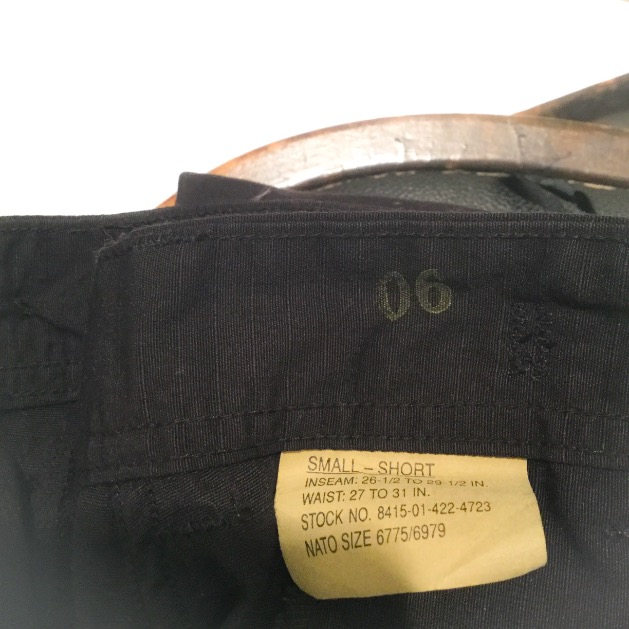 06
SMALL – SHORT
INSEAM: 26-1/2 TO 29-1/2 IN.
WAIST: 27 TO 31 IN.
STOCK NO. 8415-01-422-4723
NATO SIZE 6775/6979